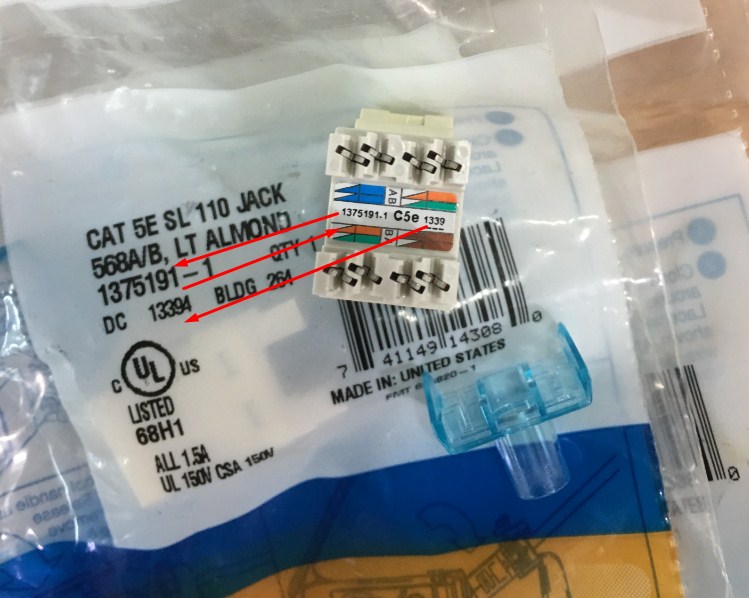 CAT 5E SL 110 JACK
568A/B, LT ALMOND
1375191-1 QTY 1
DC 13394 BLDG 264
C UL US
LISTED
68H1
ALL 1.5A
UL 150V CSA 150V
A B
1375191-1 C5e 1339
B
7 41149 14308 0
MADE IN: UNITED STATES
0